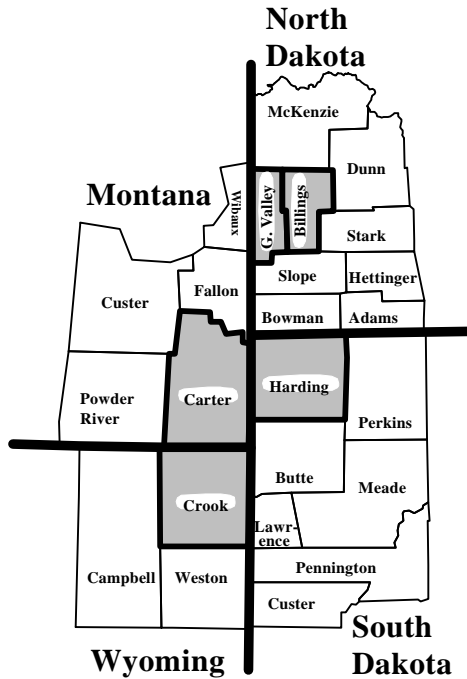 North
Dakota
McKenzie
Dunn
Montana
Wibaux
G. Valley
Billings
Stark
Slope
Hettinger
Custer
Fallon
Bowman
Adams
Powder
River
Carter
Harding
Perkins
Butte
Meade
Crook
Lawr-
ence
Campbell
Weston
Pennington
Custer
South
Dakota
Wyoming